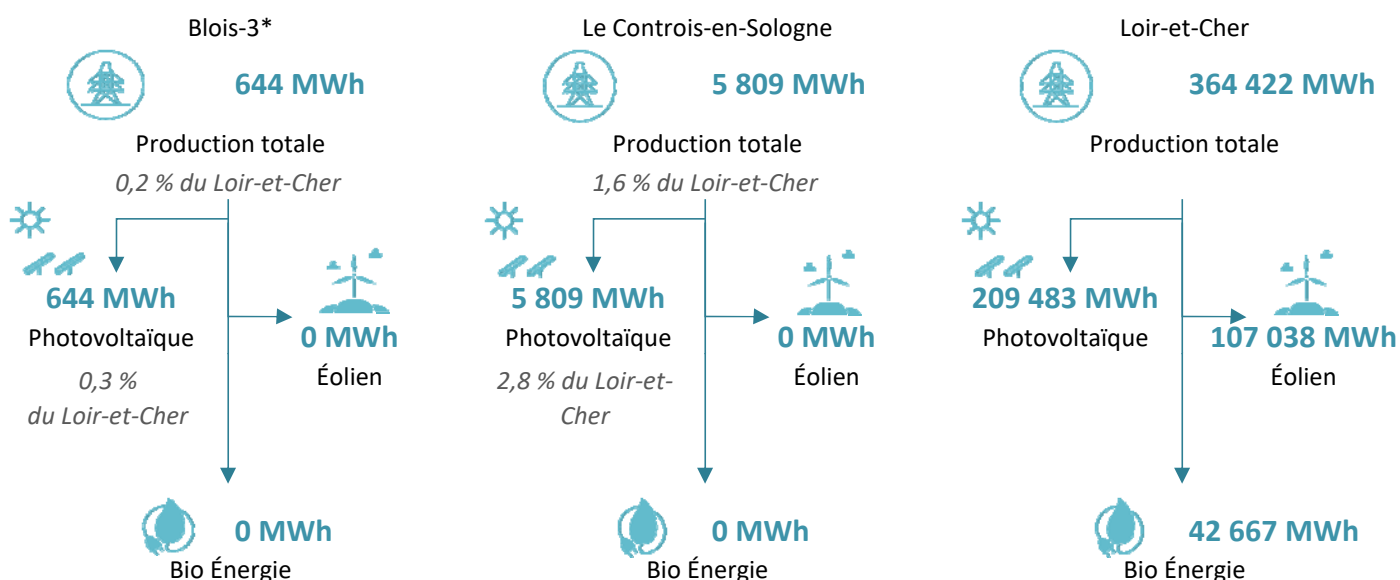 Blois-3*
644 MWh
Production totale
0,2 % du Loir-et-Cher
644 MWh
Photovoltaïque
0,3 %
du Loir-et-Cher
0 MWh
Éolien
0 MWh
Bio Énergie
Le Controis-en-Sologne
5 809 MWh
Production totale
1,6 % du Loir-et-Cher
5 809 MWh
Photovoltaïque
2,8 % du Loir-et-
Cher
0 MWh
Éolien
0 MWh
Bio Énergie
Loir-et-Cher
364 422 MWh
Production totale
209 483 MWh
Photovoltaïque
107 038 MWh
Éolien
42 667 MWh
Bio Énergie